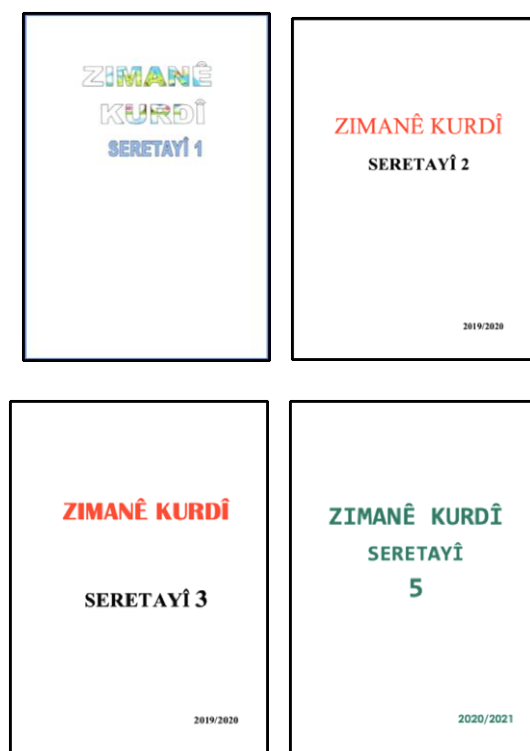 ZIMANÊ
KURDÎ
SERETAYÎ 1
ZIMANÊ KURDÎ
SERETAYÎ 2
2019/2020
ZIMANÊ KURDÎ
SERETAYÎ 3
2019/2020
ZIMANÊ KURDÎ
SERETAYÎ
5
2020/2021